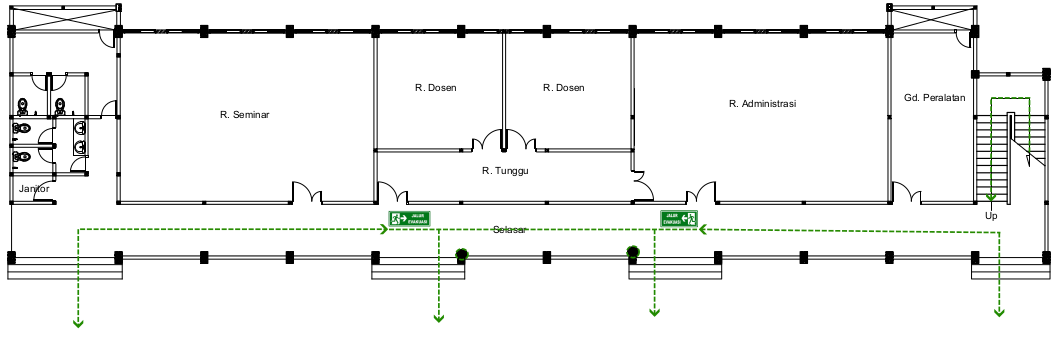 R. Dosen
R. Dosen
R. Seminar
R. Administrasi
Gd. Peralatan
R. Tunggu
Janitor
JALUR
EVAKUASI
JALUR
EVAKUASI
Up
Selasar